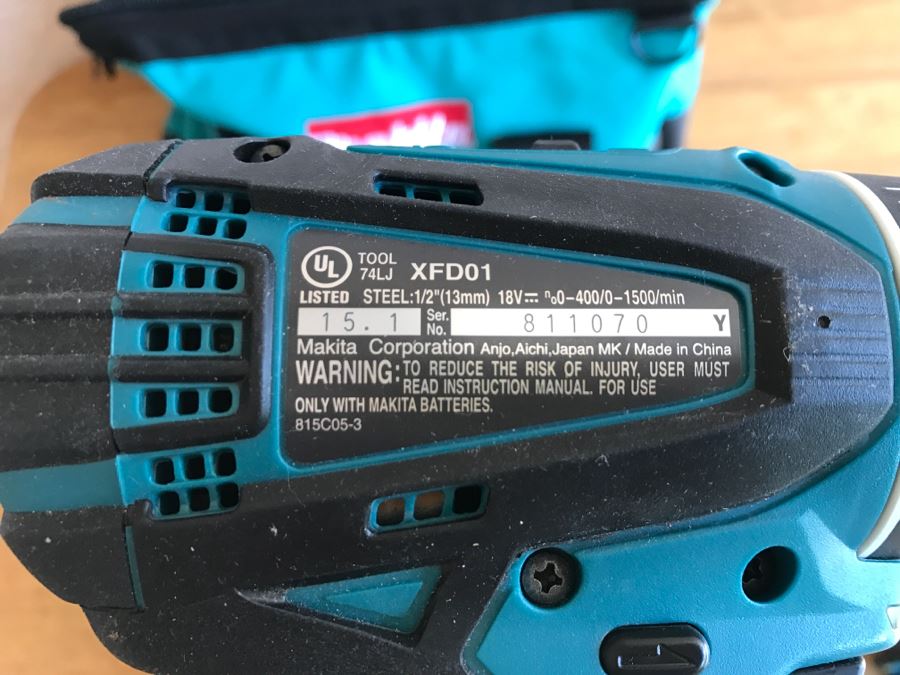 UL TOOL 74LJ XFD01
LISTED STEEL:1/2"(13mm) 18V⎓ n₀0-400/0-1500/min
15.1 Ser. No. 811070 Y
Makita Corporation Anjo,Aichi,Japan MK / Made in China
WARNING: TO REDUCE THE RISK OF INJURY, USER MUST
READ INSTRUCTION MANUAL. FOR USE
ONLY WITH MAKITA BATTERIES.
815C05-3